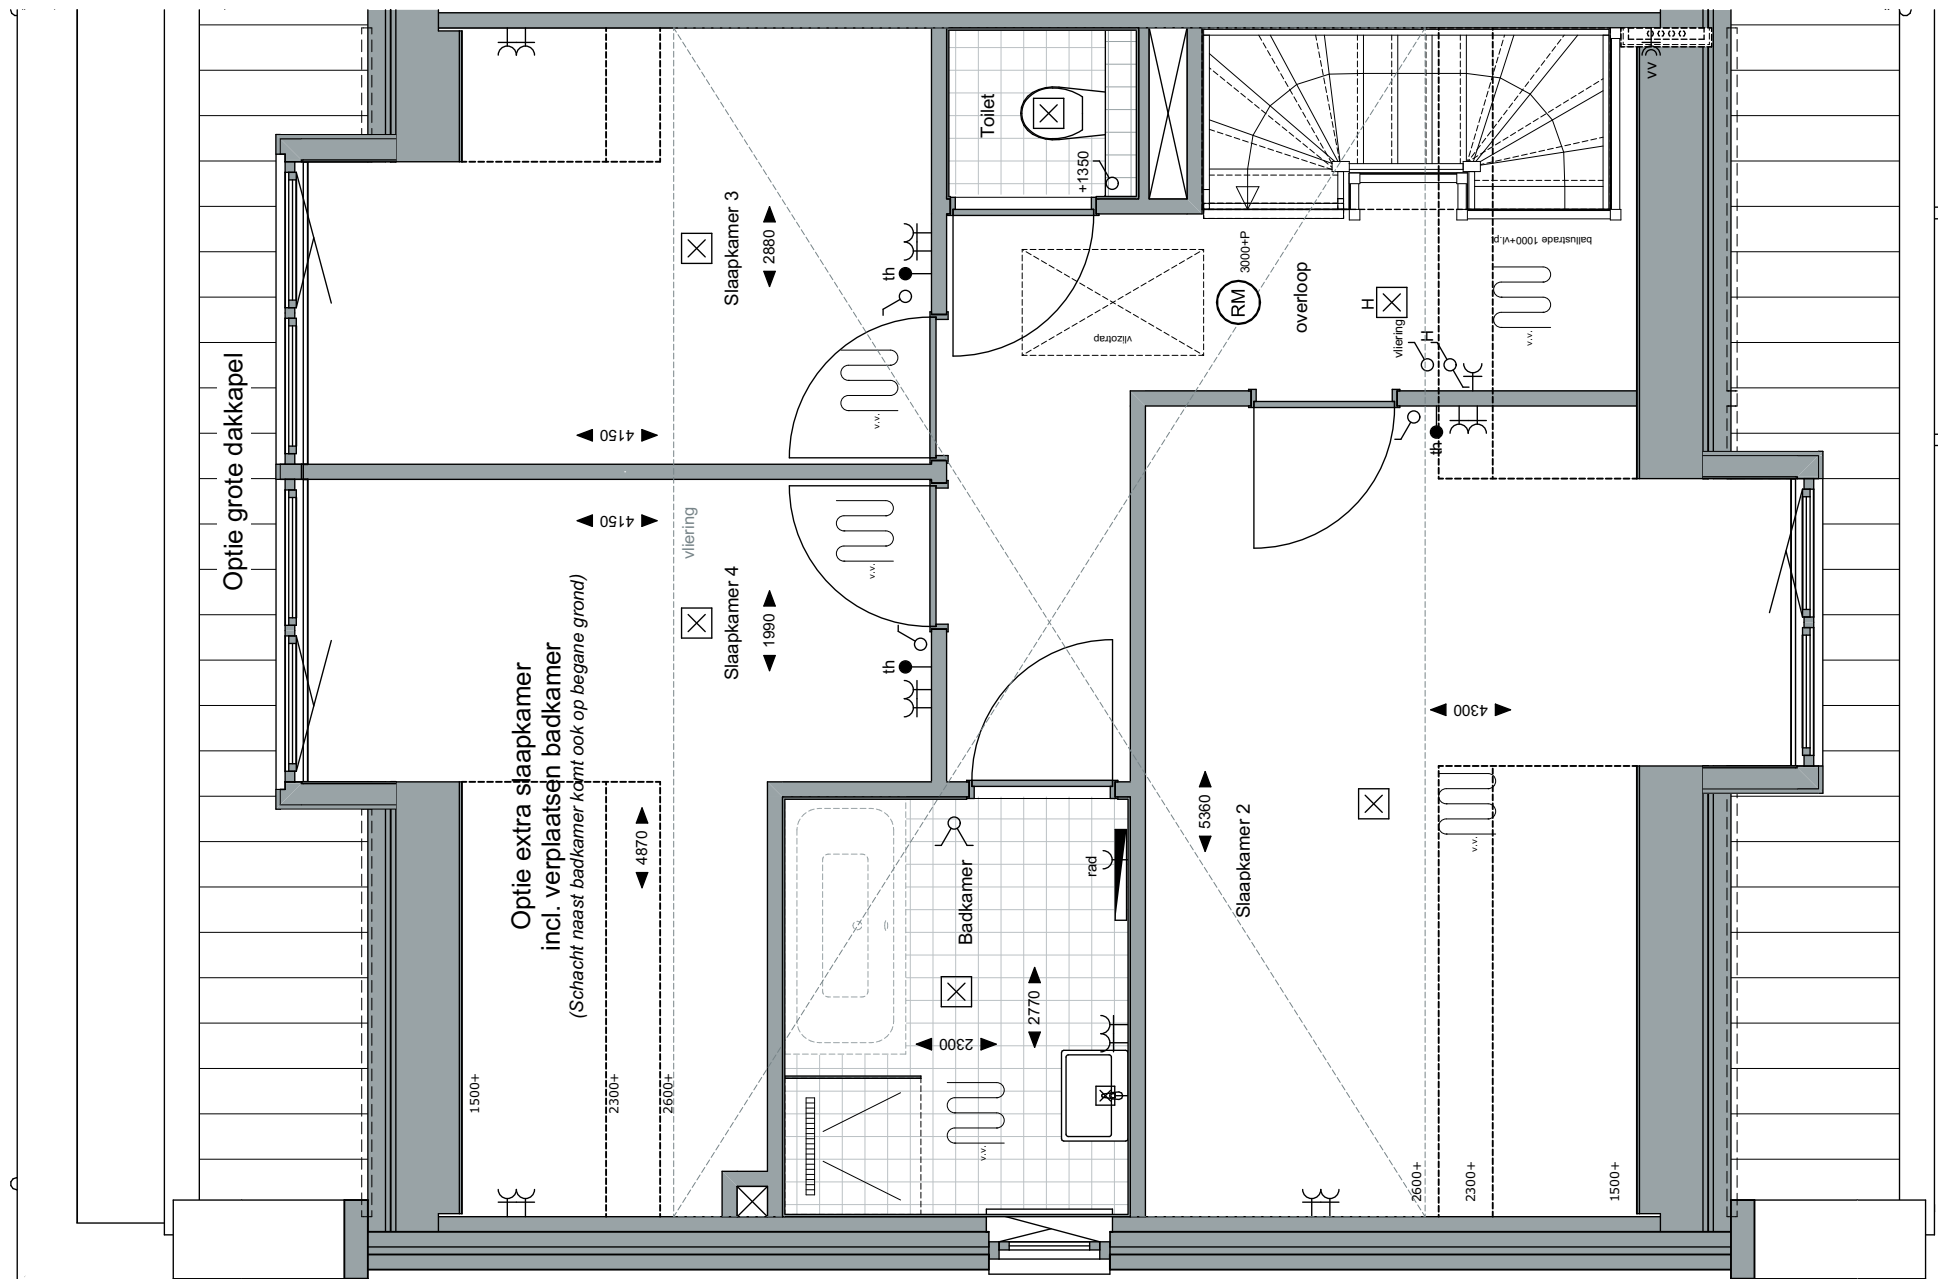 Optie grote dakkapel
Slaapkamer 3
2880
4150
th
v.v.
Toilet
+1350
vlizotrap
RM
3000+P
overloop
ballustrade 1000+vl.p
vv
H
vliering
H
v.v.
th
4150
vliering
Slaapkamer 4
1990
th
v.v.
Optie extra slaapkamer
incl. verplaatsen badkamer
(Schacht naast badkamer komt ook op begane grond)
4870
1500+
2300+
2600+
Badkamer
rad
2770
2300
v.v.
4300
5360
Slaapkamer 2
v.v.
2600+
2300+
1500+